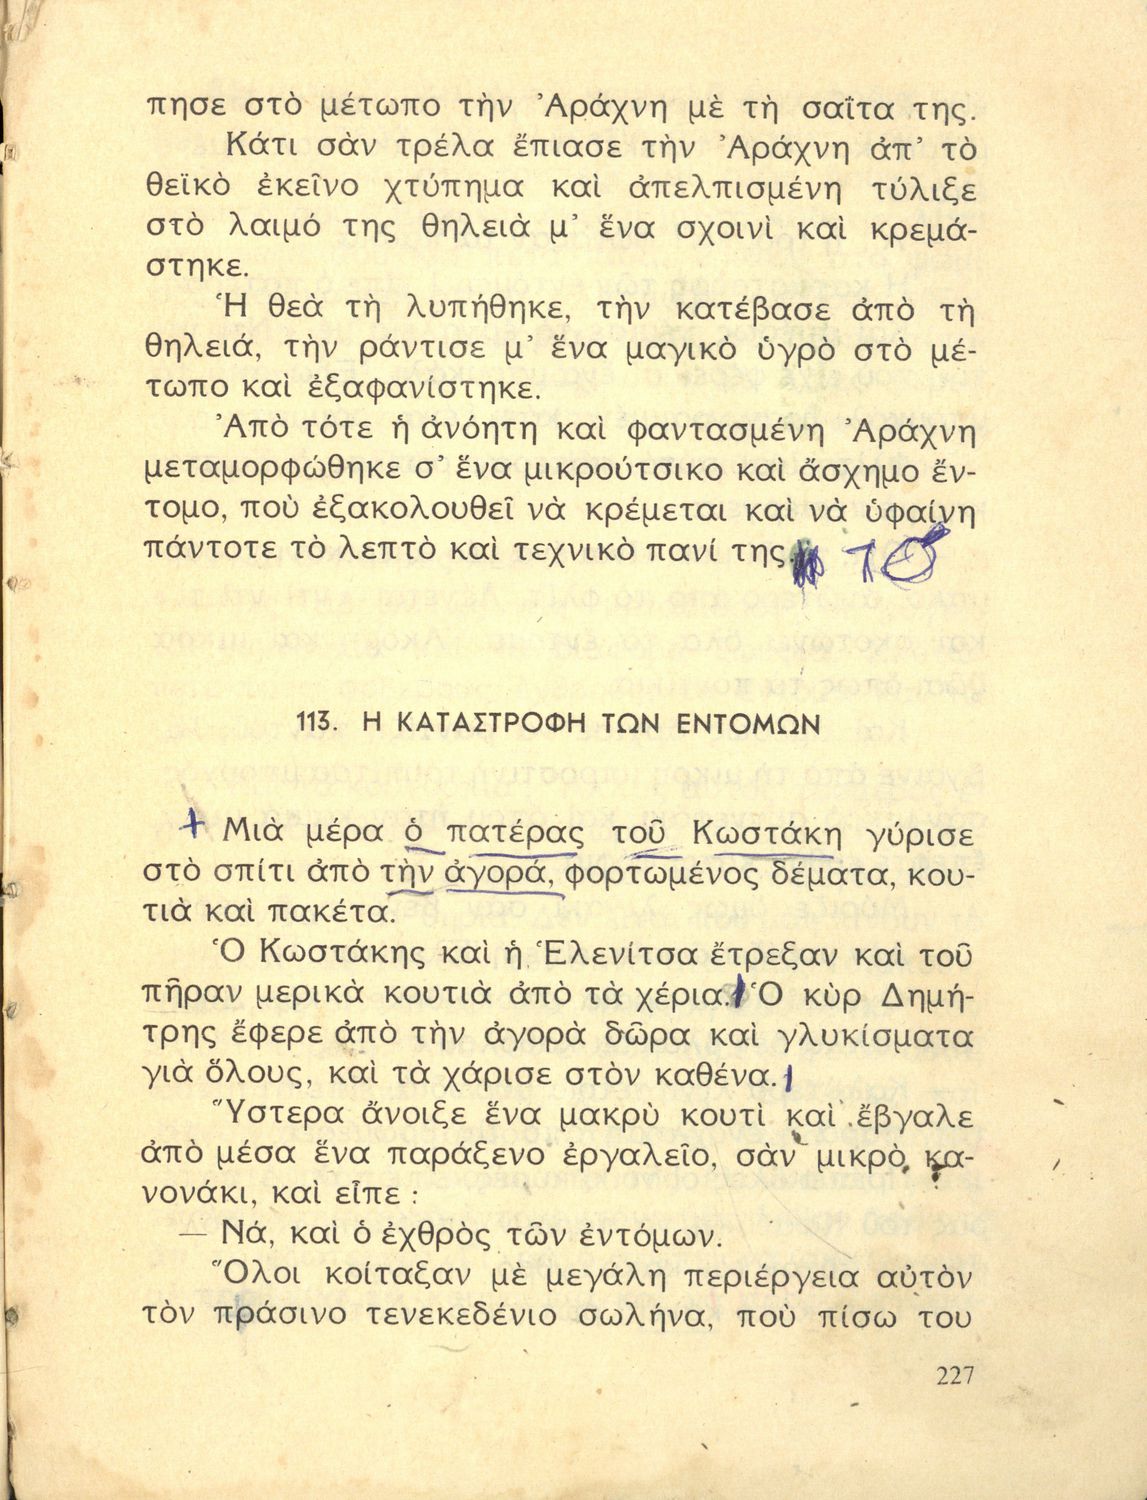 πησε στὸ μέτωπο τὴν Ἀράχνη μὲ τὴ σαΐτα της.
Κάτι σὰν τρέλα ἔπιασε τὴν Ἀράχνη ἀπ’ τὸ
θεϊκὸ ἐκεῖνο χτύπημα καὶ ἀπελπισμένη τύλιξε
στὸ λαιμό της θηλειὰ μ’ ἕνα σχοινὶ καὶ κρεμά-
στηκε.
Ἡ θεὰ τὴ λυπήθηκε, τὴν κατέβασε ἀπὸ τὴ
θηλειά, τὴν ράντισε μ’ ἕνα μαγικὸ ὑγρὸ στὸ μέ-
τωπο καὶ ἐξαφανίστηκε.
Ἀπὸ τότε ἡ ἀνόητη καὶ φαντασμένη Ἀράχνη
μεταμορφώθηκε σ’ ἕνα μικρούτσικο καὶ ἄσχημο ἔν-
τομο, ποὺ ἐξακολουθεῖ νὰ κρέμεται καὶ νὰ ὑφαίνη
πάντοτε τὸ λεπτὸ καὶ τεχνικὸ πανί της. 10
113. Η ΚΑΤΑΣΤΡΟΦΗ ΤΩΝ ΕΝΤΟΜΩΝ
+ Μιὰ μέρα ὁ πατέρας τοῦ Κωστάκη γύρισε
στὸ σπίτι ἀπὸ τὴν ἀγορά, φορτωμένος δέματα, κου-
τιὰ καὶ πακέτα.
Ὁ Κωστάκης καὶ ἡ Ἑλενίτσα ἔτρεξαν καὶ τοῦ
πῆραν μερικὰ κουτιὰ ἀπὸ τὰ χέρια. Ὁ κὺρ Δημή-
τρης ἔφερε ἀπὸ τὴν ἀγορὰ δῶρα καὶ γλυκίσματα
γιὰ ὅλους, καὶ τὰ χάρισε στὸν καθένα.
Ὕστερα ἄνοιξε ἕνα μακρὺ κουτὶ καὶ ἔβγαλε
ἀπὸ μέσα ἕνα παράξενο ἐργαλεῖο, σὰν μικρὸ κα-
νονάκι, καὶ εἶπε :
— Νά, καὶ ὁ ἐχθρὸς τῶν ἐντόμων.
Ὅλοι κοίταξαν μὲ μεγάλη περιέργεια αὐτὸν
τὸν πράσινο τενεκεδένιο σωλήνα, ποὺ πίσω του
227